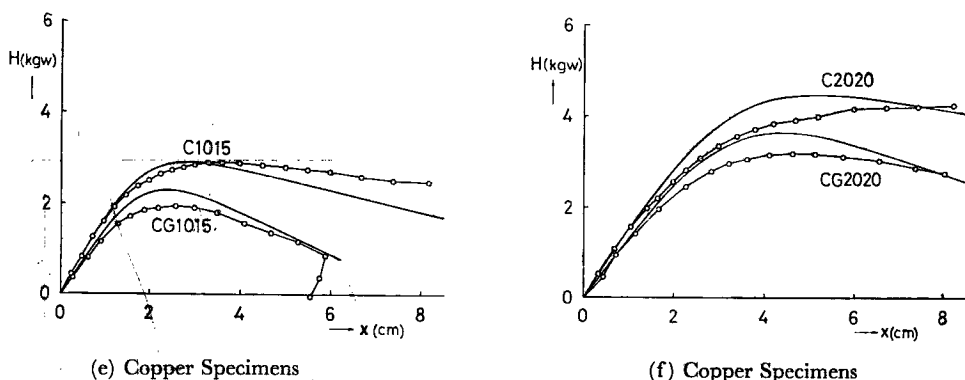 6
H(kgw)
4
2
0
C1015
CG1015
0 2 4 6 8
x (cm)
(e) Copper Specimens
6
H(kgw)
4
2
0
C2020
CG2020
0 2 4 6 8
x (cm)
(f) Copper Specimens